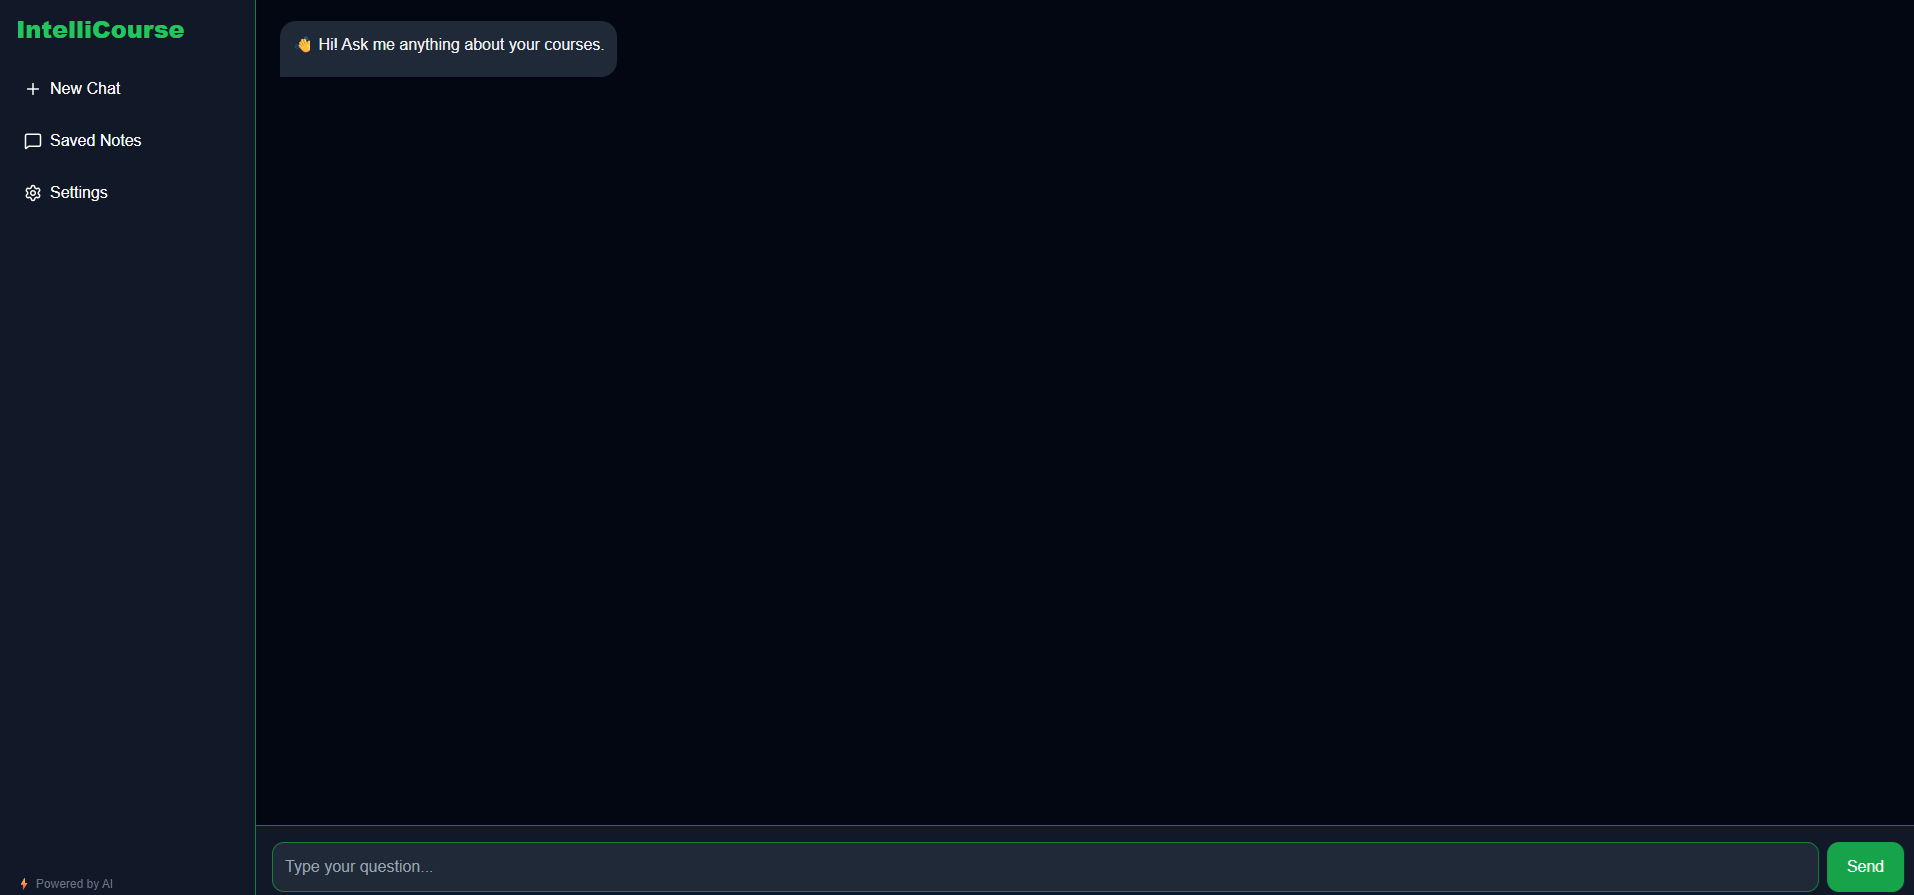 IntelliCourse
New Chat
Saved Notes
Settings
Powered by AI
👋 Hi! Ask me anything about your courses.
Type your question...
Send